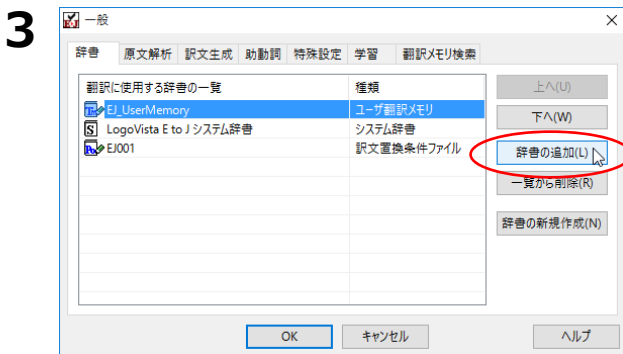 3
一般
辞書 原文解析 訳文生成 助動詞 特殊設定 学習 翻訳メモリ検索
翻訳に使用する辞書の一覧 種類
EJ_UserMemory ユーザ翻訳メモリ
LogoVista E to J システム辞書 システム辞書
EJ001 訳文置換条件ファイル
上へ(U)
下へ(W)
辞書の追加(L)
一覧から削除(R)
辞書の新規作成(N)
OK キャンセル ヘルプ